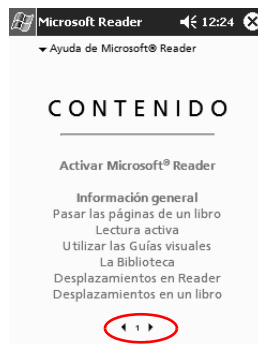 Microsoft Reader 12:24
Ayuda de Microsoft® Reader
CONTENIDO
Activar Microsoft® Reader
Información general
Pasar las páginas de un libro
Lectura activa
Utilizar las Guías visuales
La Biblioteca
Desplazamientos en Reader
Desplazamientos en un libro
1